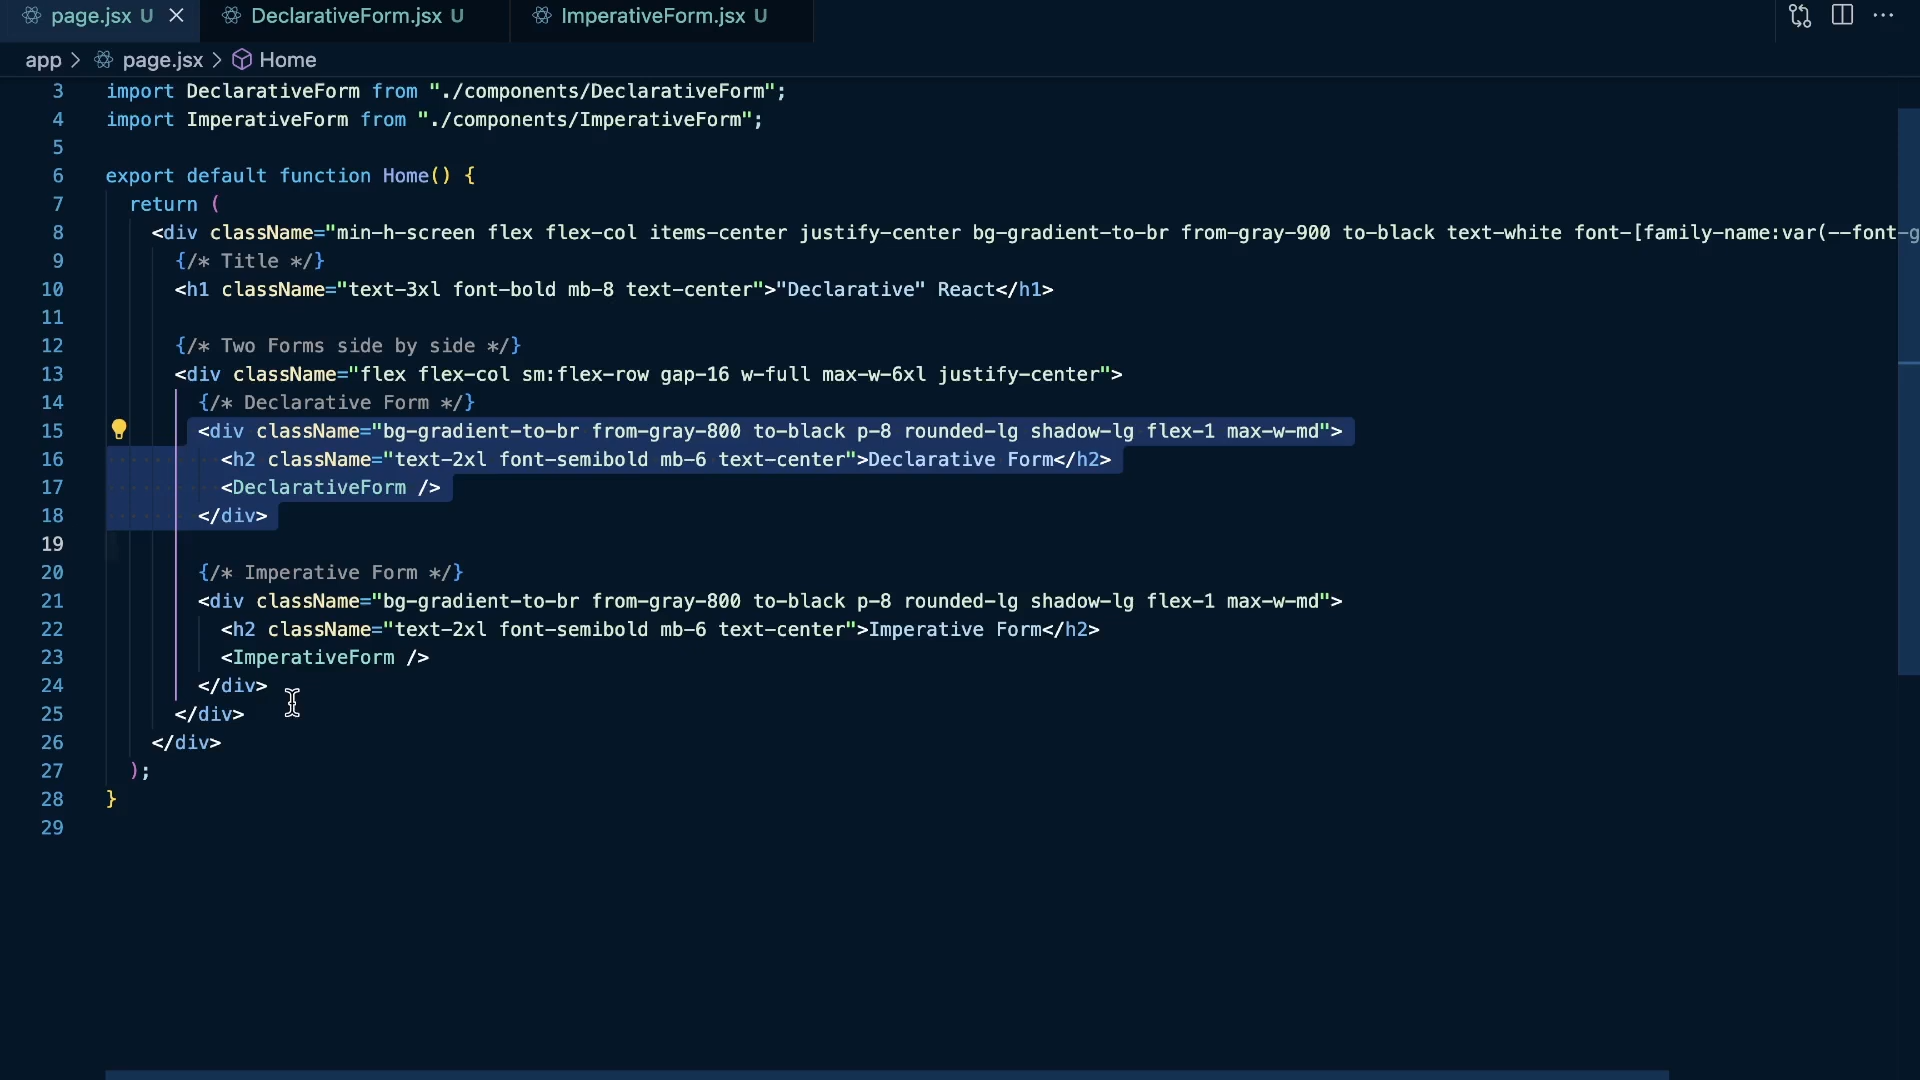 page.jsx U
DeclarativeForm.jsx U
ImperativeForm.jsx U
app > page.jsx > Home
3 import DeclarativeForm from "./components/DeclarativeForm";
4 import ImperativeForm from "./components/ImperativeForm";
5
6 export default function Home() {
7 return (
8 <div className="min-h-screen flex flex-col items-center justify-center bg-gradient-to-br from-gray-900 to-black text-white font-[family-name:var(--font-g
9 {/* Title */}
10 <h1 className="text-3xl font-bold mb-8 text-center">"Declarative" React</h1>
11
12 {/* Two Forms side by side */}
13 <div className="flex flex-col sm:flex-row gap-16 w-full max-w-6xl justify-center">
14 {/* Declarative Form */}
15 <div className="bg-gradient-to-br from-gray-800 to-black p-8 rounded-lg shadow-lg flex-1 max-w-md">
16 <h2 className="text-2xl font-semibold mb-6 text-center">Declarative Form</h2>
17 <DeclarativeForm />
18 </div>
19
20 {/* Imperative Form */}
21 <div className="bg-gradient-to-br from-gray-800 to-black p-8 rounded-lg shadow-lg flex-1 max-w-md">
22 <h2 className="text-2xl font-semibold mb-6 text-center">Imperative Form</h2>
23 <ImperativeForm />
24 </div>
25 </div>
26 </div>
27 );
28 }
29